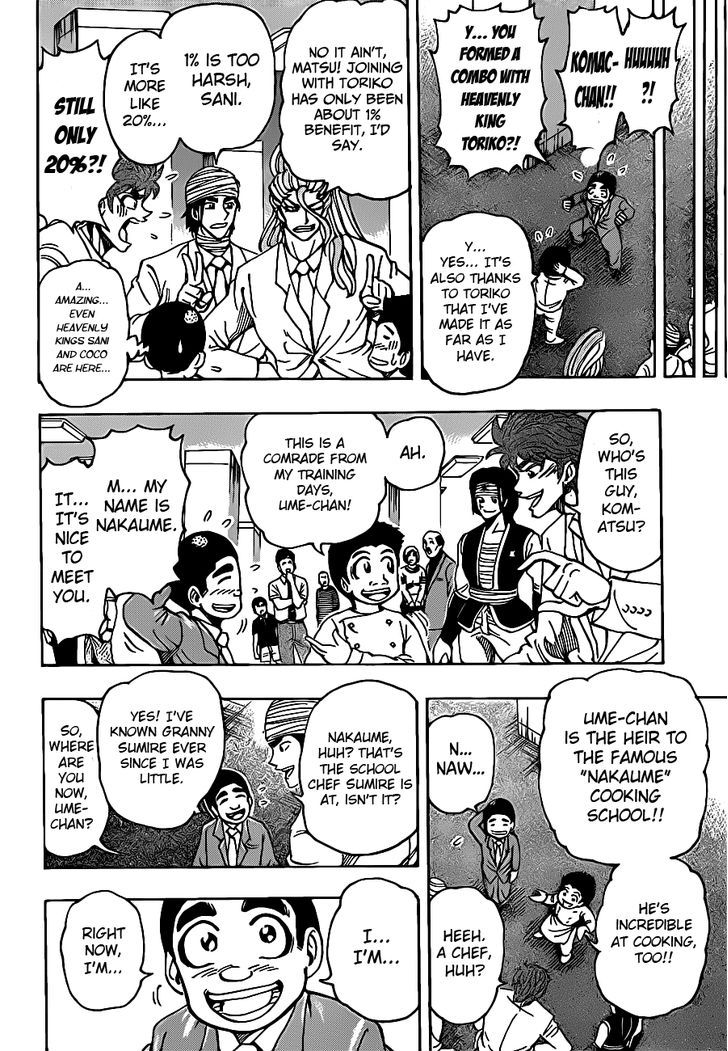 HUUUUH
?!
KOMAC-
CHAN!!
Y... YOU
FORMED A
COMBO WITH
HEAVENLY
KING
TORIKO?!
Y...
YES... IT'S
ALSO THANKS
TO TORIKO
THAT I'VE
MADE IT AS
FAR AS I
HAVE.
NO IT AIN'T,
MATSU! JOINING
WITH TORIKO
HAS ONLY BEEN
ABOUT 1%
BENEFIT, I'D
SAY.
1% IS TOO
HARSH,
SANI.
IT'S
MORE
LIKE
20%...
STILL
ONLY
20%?!
A...
AMAZING...
EVEN
HEAVENLY
KINGS SANI
AND COCO
ARE HERE...
SO,
WHO'S
THIS
GUY,
KOM-
ATSU?
AH.
THIS IS A
COMRADE FROM
MY TRAINING
DAYS,
UME-CHAN!
M... MY
NAME IS
NAKAUME.
IT...
IT'S
NICE
TO
MEET
YOU.
UME-CHAN
IS THE HEIR TO
THE FAMOUS
"NAKAUME"
COOKING
SCHOOL!!
HE'S
INCREDIBLE
AT COOKING,
TOO!!
N...
NAW...
HEEH.
A CHEF,
HUH?
NAKAUME,
HUH? THAT'S
THE SCHOOL
CHEF SUMIRE IS
AT, ISN'T IT?
YES! I'VE
KNOWN GRANNY
SUMIRE EVER
SINCE I WAS
LITTLE.
SO,
WHERE
ARE
YOU
NOW,
UME-
CHAN?
I...
I'M...
RIGHT
NOW,
I'M...